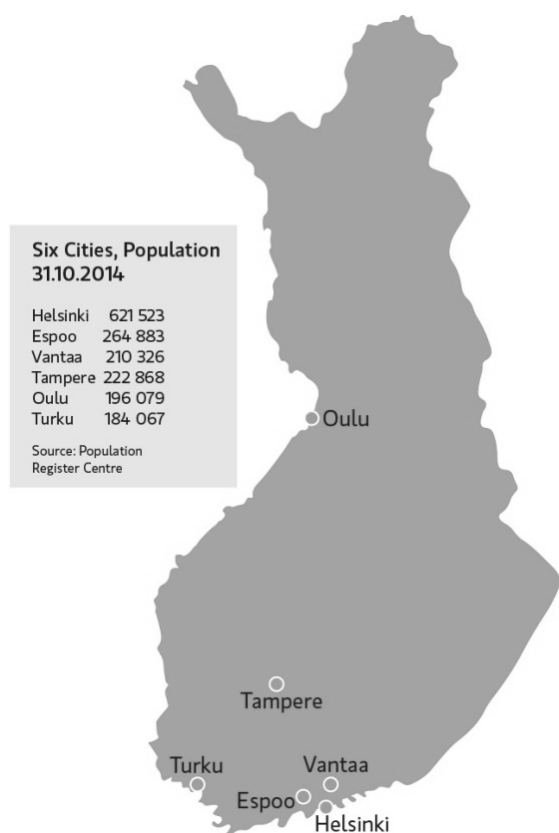 Six Cities, Population
31.10.2014
Helsinki 621 523
Espoo 264 883
Vantaa 210 326
Tampere 222 868
Oulu 196 079
Turku 184 067
Source: Population
Register Centre
Oulu
Tampere
Turku
Vantaa
Espoo
Helsinki